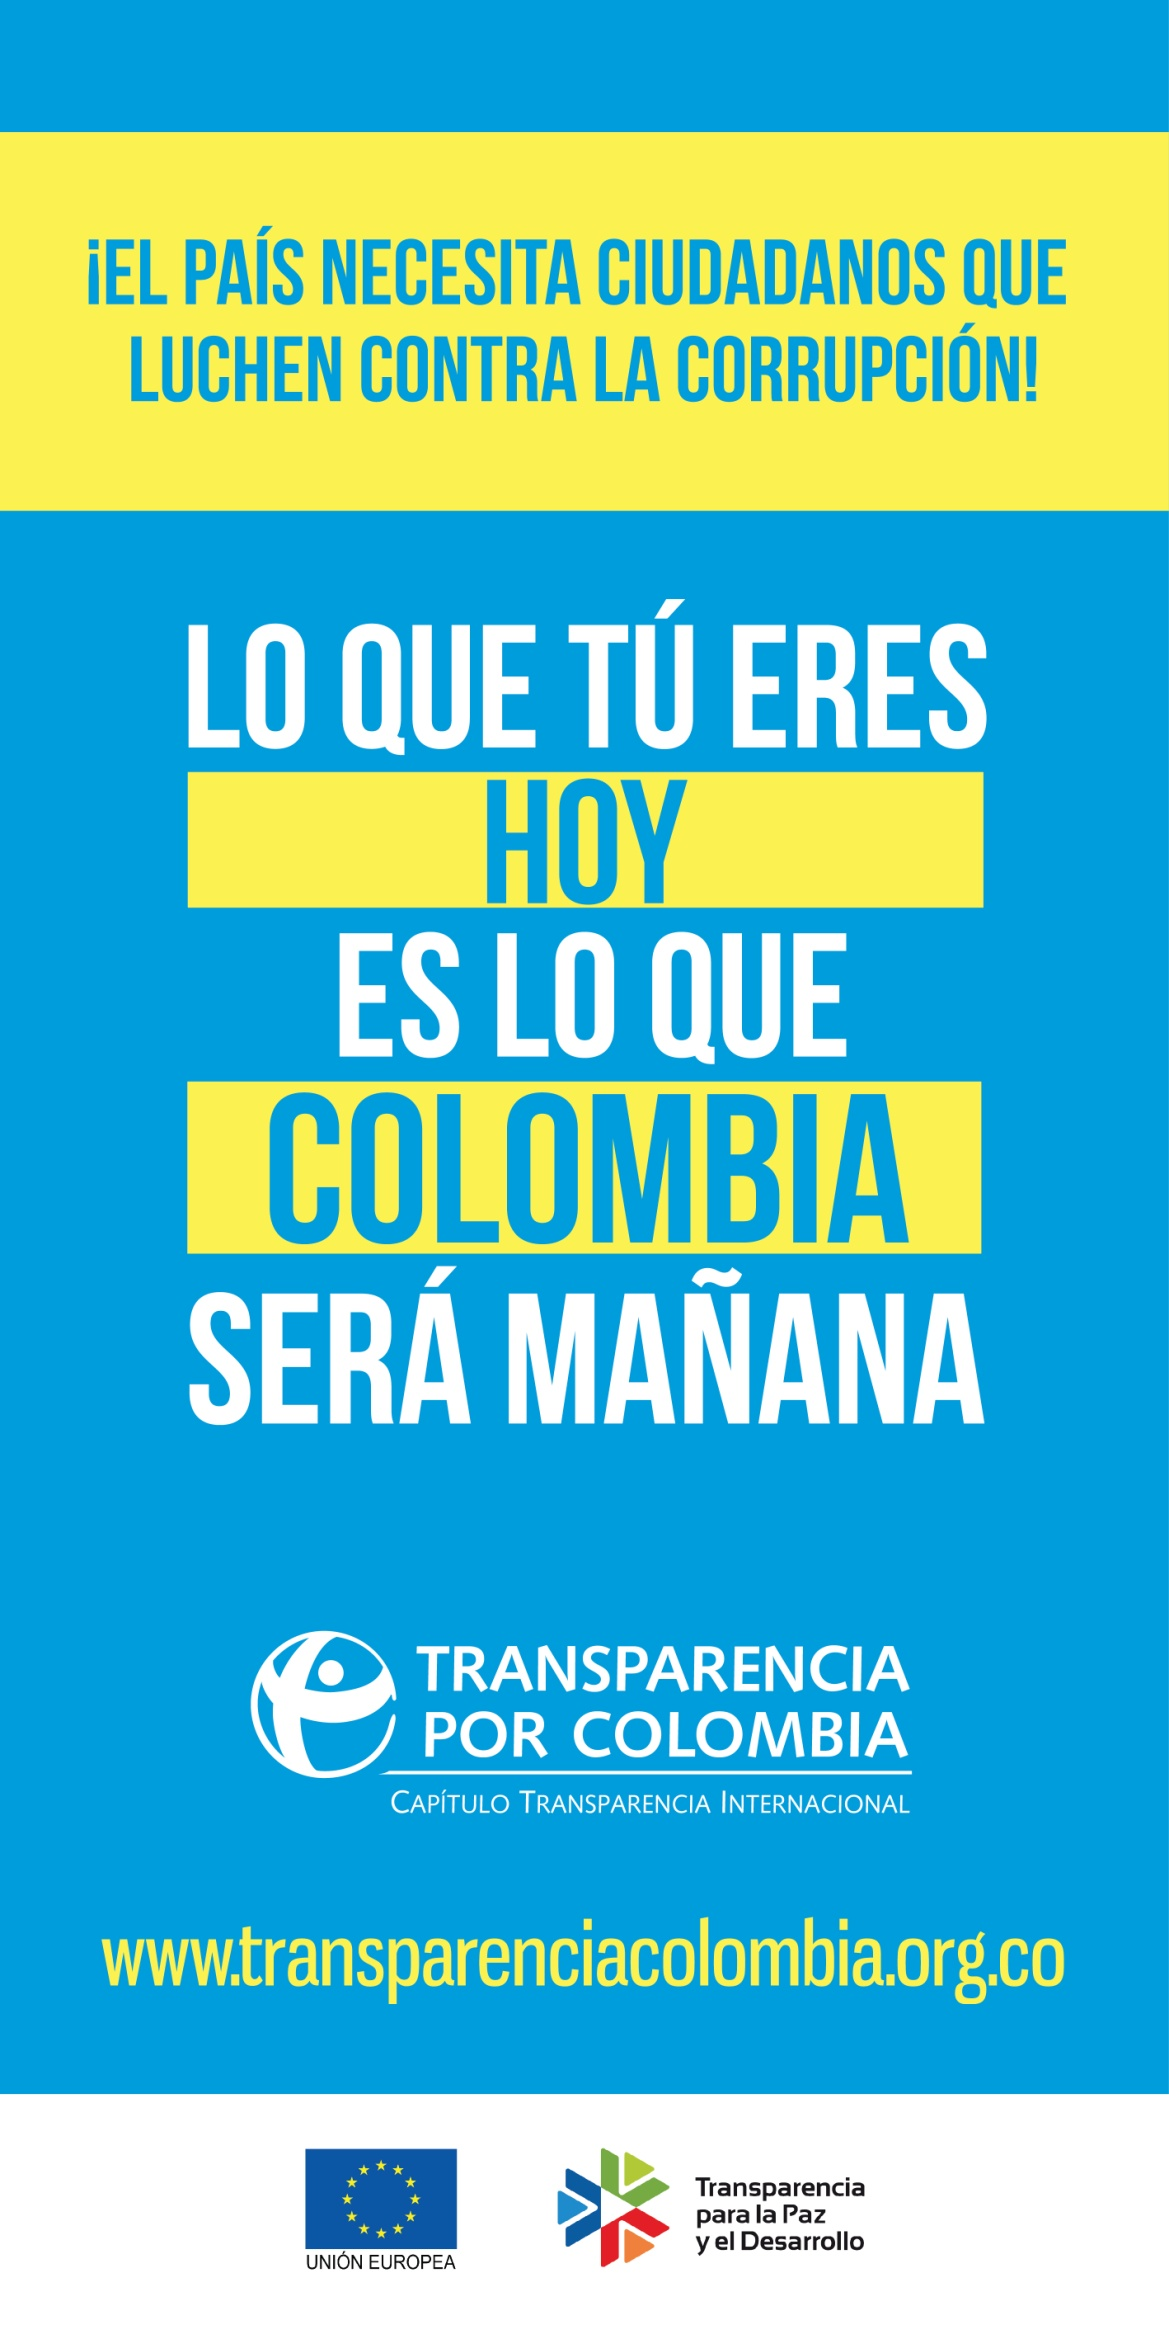 ¡EL PAÍS NECESITA CIUDADANOS QUE
LUCHEN CONTRA LA CORRUPCIÓN!
LO QUE TÚ ERES
HOY
ES LO QUE
COLOMBIA
SERÁ MAÑANA
TRANSPARENCIA
POR COLOMBIA
CAPÍTULO TRANSPARENCIA INTERNACIONAL
www.transparenciacolombia.org.co
UNIÓN EUROPEA
Transparencia
para la Paz
y el Desarrollo